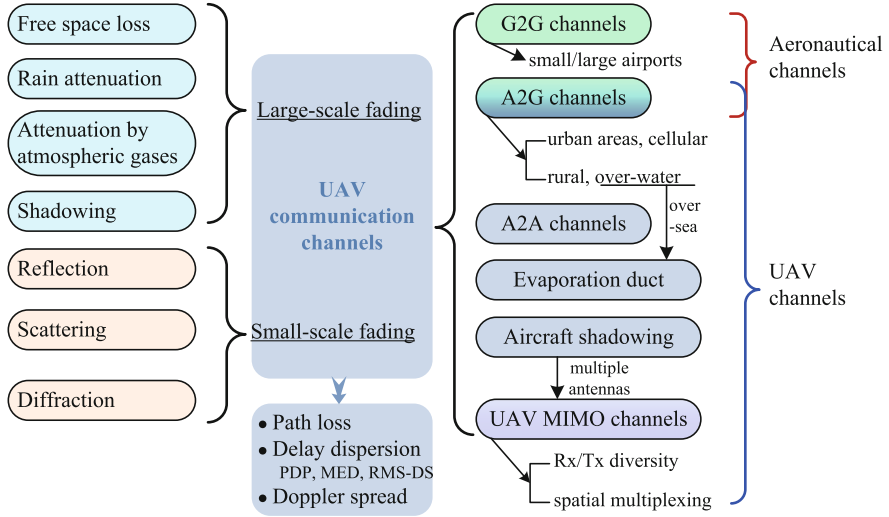 Free space loss
Rain attenuation
Attenuation by
atmospheric gases
Shadowing
Reflection
Scattering
Diffraction
Large-scale fading
UAV
communication
channels
Small-scale fading
• Path loss
• Delay dispersion
PDP, MED, RMS-DS
• Doppler spread
G2G channels
small/large airports
A2G channels
urban areas, cellular
rural, over-water
over
-sea
A2A channels
Evaporation duct
Aircraft shadowing
multiple
antennas
UAV MIMO channels
Rx/Tx diversity
spatial multiplexing
Aeronautical
channels
UAV
channels